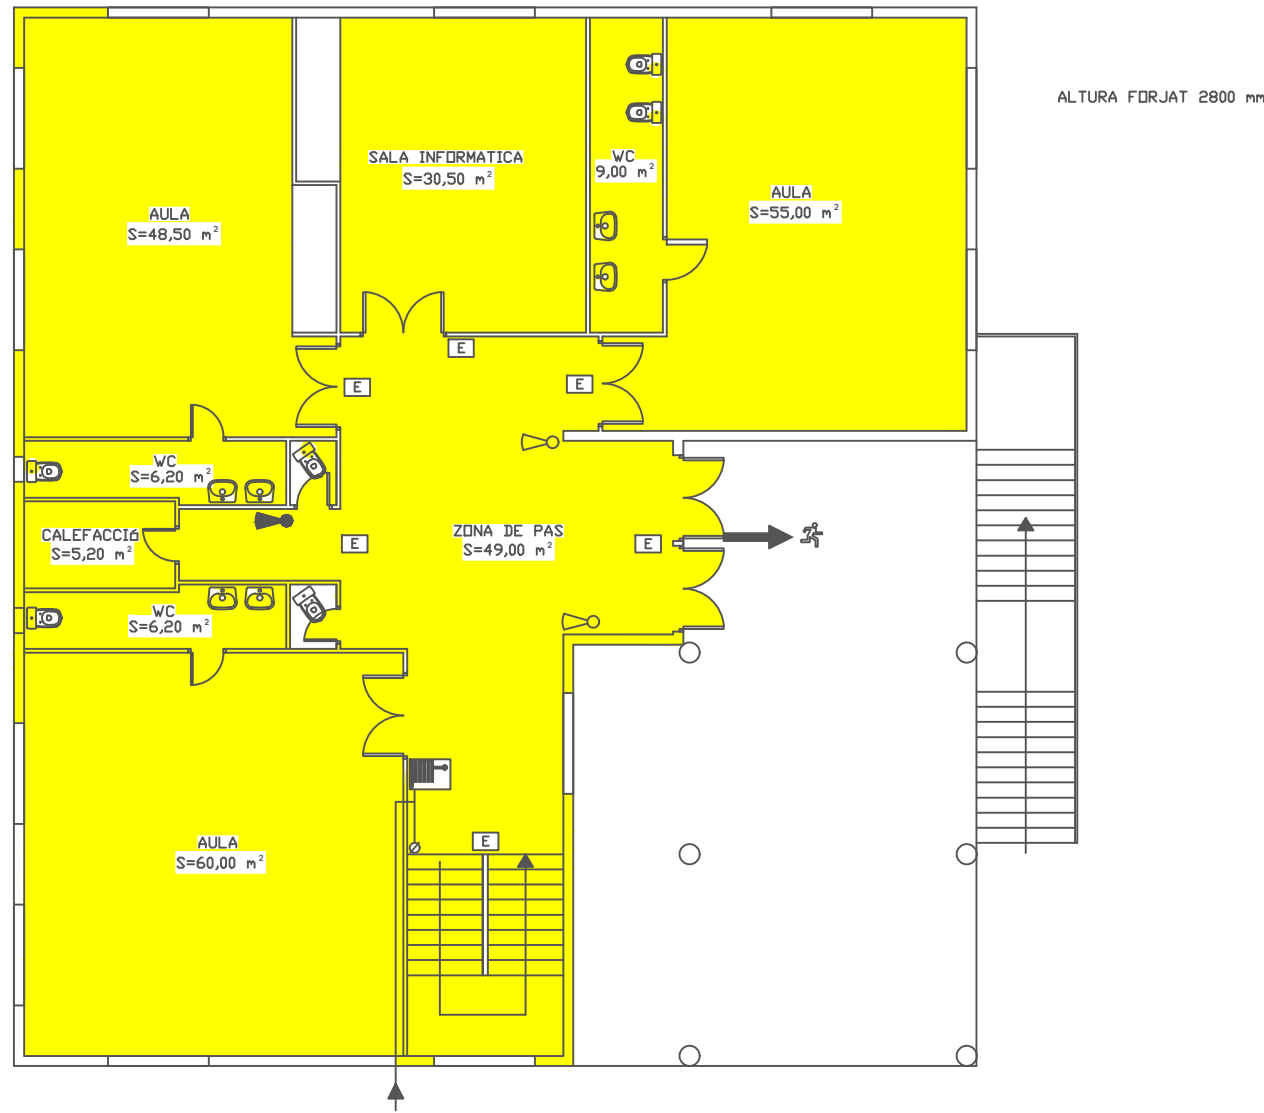 ALTURA FORJAT 2800 mm
SALA INFORMATICA
S=30,50 m²
WC
9,00 m²
AULA
S=55,00 m²
AULA
S=48,50 m²
E
E
E
WC
S=6,20 m²
CALEFACCIó
S=5,20 m²
E
ZONA DE PAS
S=49,00 m²
E
WC
S=6,20 m²
AULA
S=60,00 m²
E